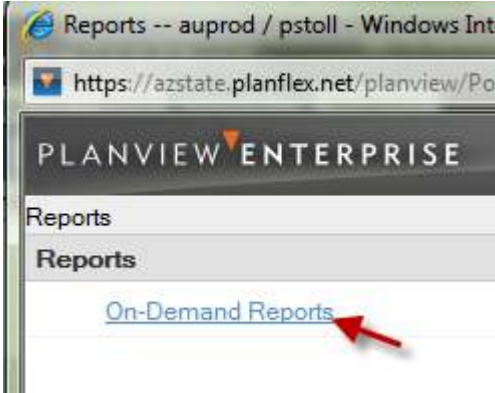 Reports -- auprod / pstoll - Windows Int
https://azstate.planflex.net/planview/Po
PLANVIEW ENTERPRISE
Reports
Reports
On-Demand Reports